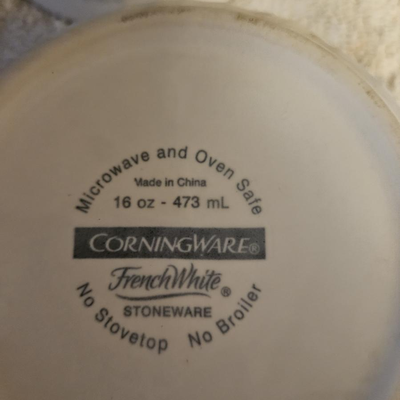 Microwave and Oven Safe
Made in China
16 oz - 473 mL
CORNINGWARE®
FrenchWhite®
STONEWARE
No Stovetop No Broiler